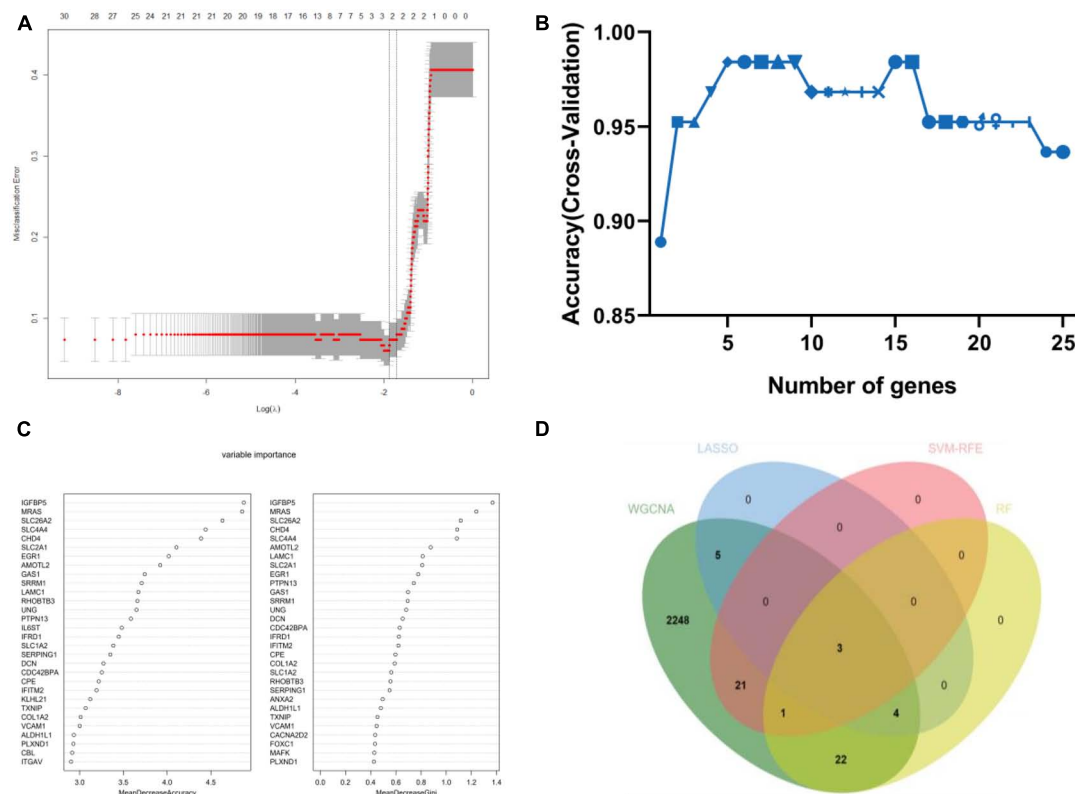 A
30 28 27 25 24 21 21 21 20 20 19 18 17 16 13 8 7 7 5 3 3 2 2 2 1 0 0 0
Misclassification Error
0.4
0.3
0.2
0.1
-8 -6 -4 -2 0
Log(λ)
B
Accuracy(Cross-Validation)
1.00
0.95
0.90
0.85
5 10 15 20 25
Number of genes
C
variable importance
IGFBP5
MRAS
SLC26A2
SLC4A4
CHD4
SLC2A1
EGR1
AMOTL2
GAS1
SRRM1
LAMC1
RHOBTB3
UNG
PTPN13
IL6ST
IFRD1
SLC1A2
SERPING1
DCN
CDC42BPA
CPE
IFITM2
KLHL21
TXNIP
COL1A2
VCAM1
ALDH1L1
PLXND1
CBL
ITGAV
3.0 3.5 4.0 4.5
MeanDecreaseAccuracy
IGFBP5
MRAS
SLC26A2
CHD4
SLC4A4
AMOTL2
LAMC1
SLC2A1
EGR1
PTPN13
GAS1
SRRM1
UNG
DCN
CDC42BPA
IFRD1
IFITM2
CPE
COL1A2
SLC1A2
RHOBTB3
SERPING1
ANXA2
ALDH1L1
TXNIP
VCAM1
CACNA2D2
FOXC1
MAFK
PLXND1
0.0 0.2 0.4 0.6 0.8 1.0 1.2 1.4
MeanDecreaseGini
D
LASSO
SVM-RFE
WGCNA
RF
0
0
0
5
0
0
0
2248
0
3
21
0
1
4
22